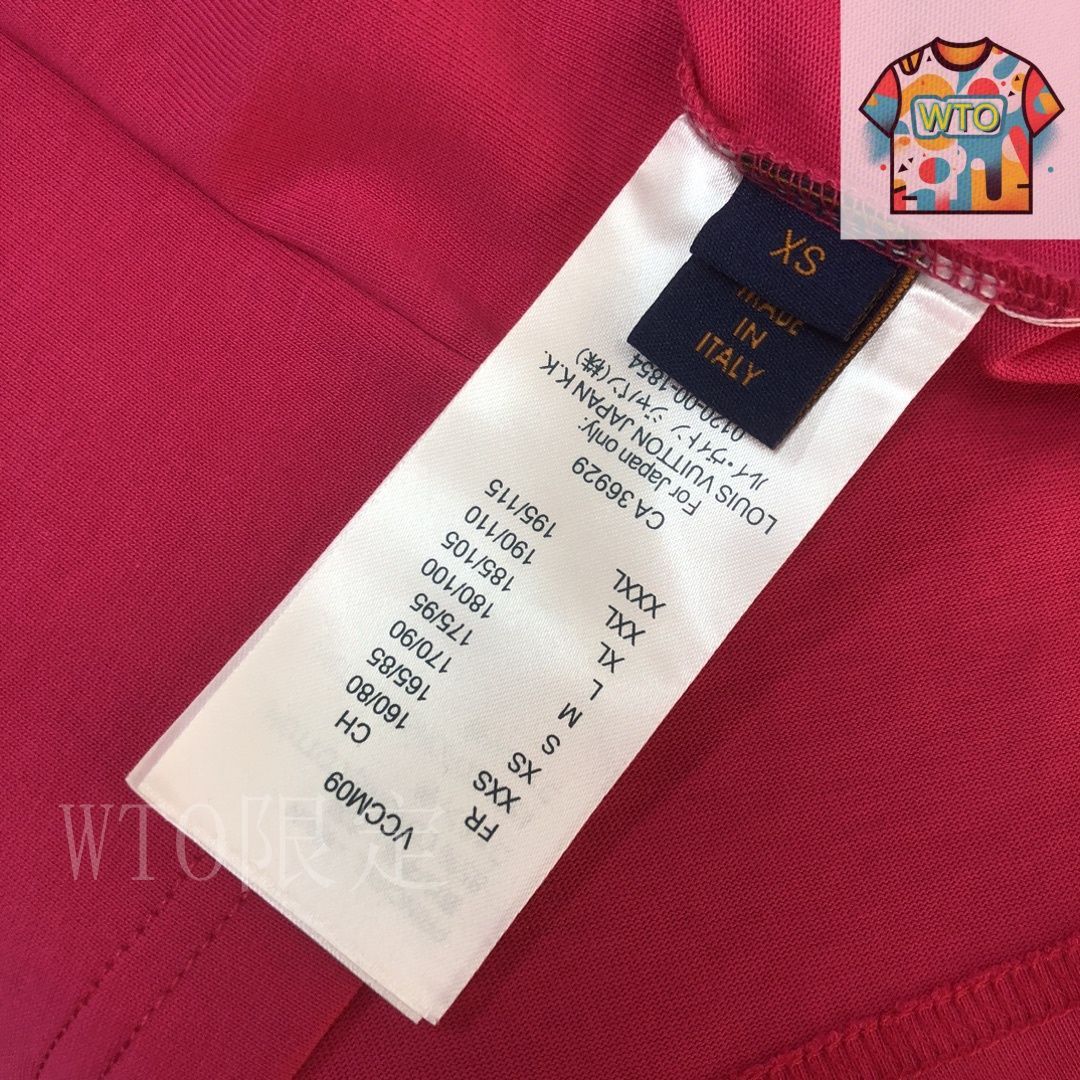 WTO
XS
MADE
IN
ITALY
VCCM09
FR CH
XXS 160/80
XS 165/85
S 170/90
M 175/95
L 180/100
XL 185/105
XXL 190/110
XXXL 195/115
CA 36929
For Japan only:
LOUIS VUITTON JAPAN K.K.
ルイ・ヴィトン ジャパン(株)
0120-00-1854
WTO限定